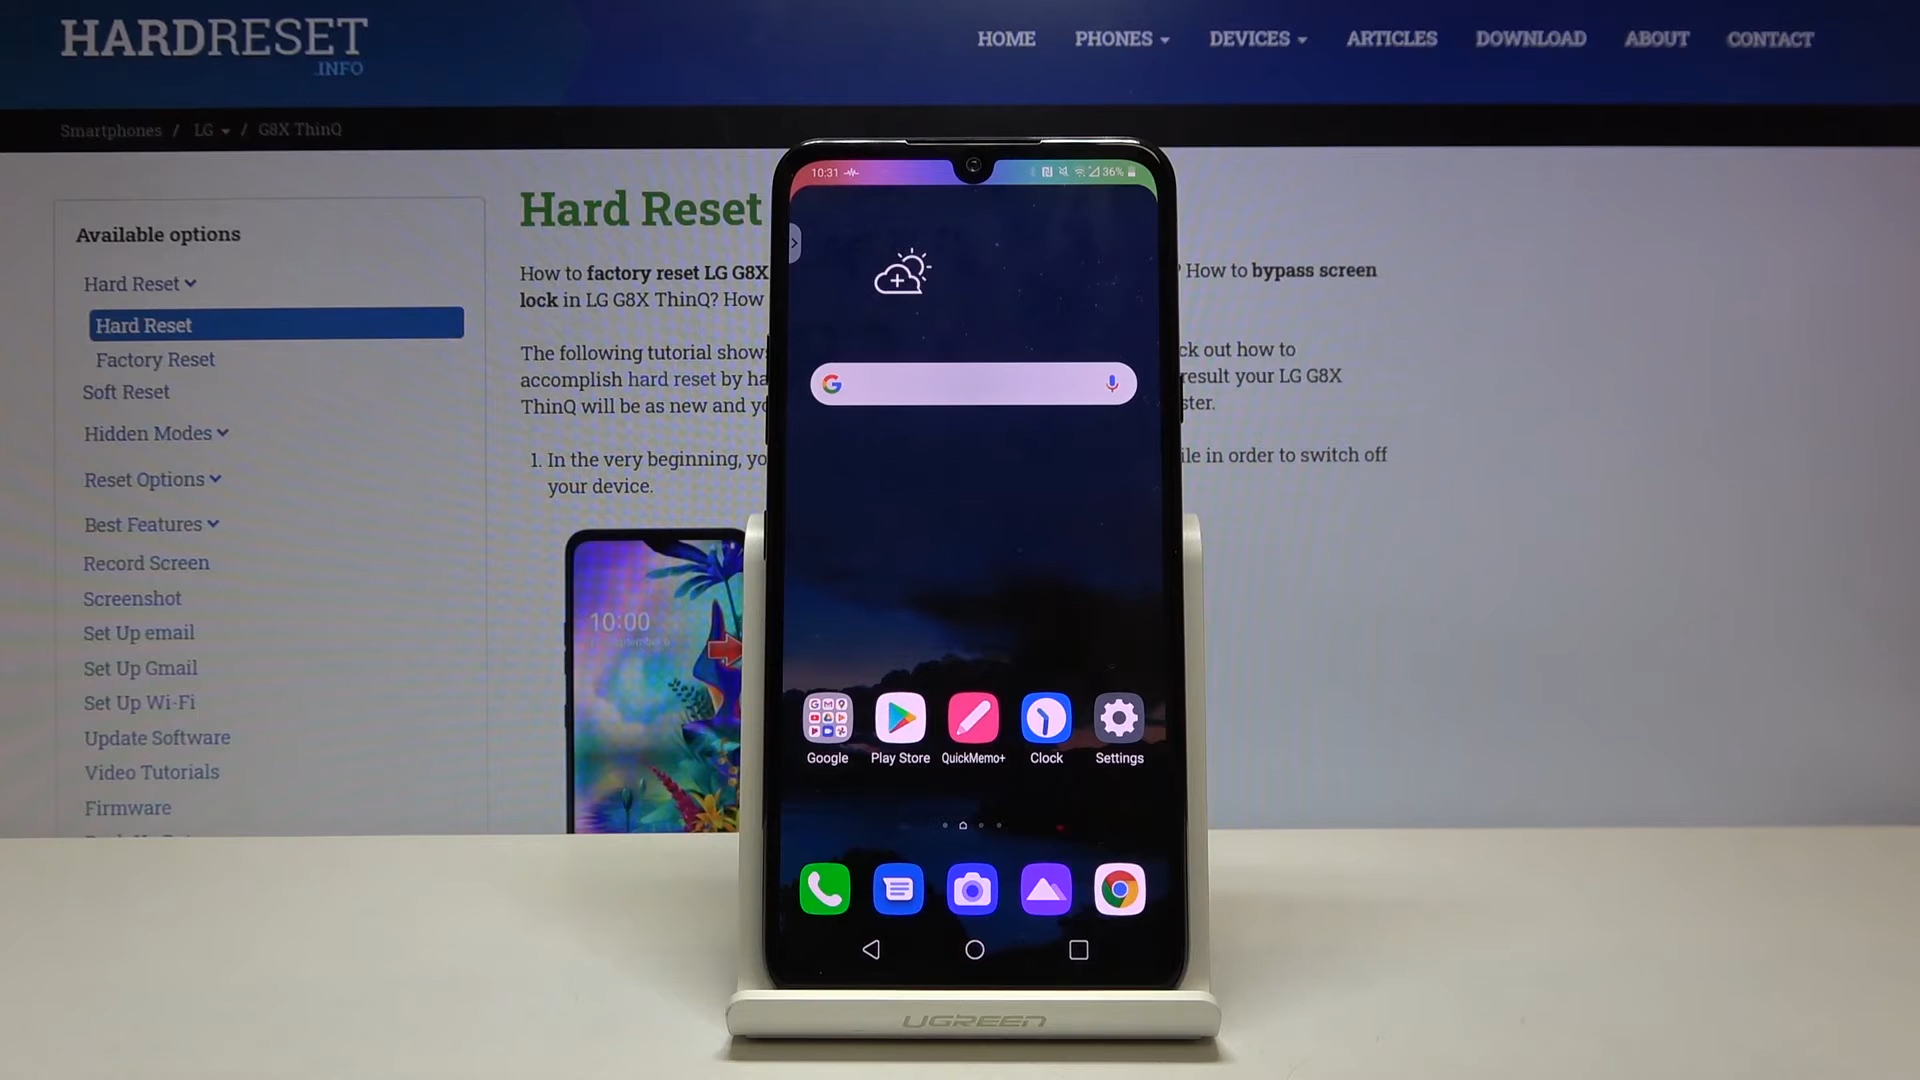 HARDRESET
.INFO
HOME PHONES DEVICES ARTICLES DOWNLOAD ABOUT CONTACT
Smartphones / LG / G8X ThinQ
Available options
Hard Reset
Hard Reset
Factory Reset
Soft Reset
Hidden Modes
Reset Options
Best Features
Record Screen
Screenshot
Set Up email
Set Up Gmail
Set Up Wi-Fi
Update Software
Video Tutorials
Firmware
Hard Reset
How to factory reset LG G8X ? How to bypass screen
lock in LG G8X ThinQ? How
The following tutorial shows ck out how to
accomplish hard reset by ha result your LG G8X
ThinQ will be as new and yo ster.
1. In the very beginning, yo ile in order to switch off
your device.
10:00
10:31 36%
Google Play Store QuickMemo+ Clock Settings
UGREEN